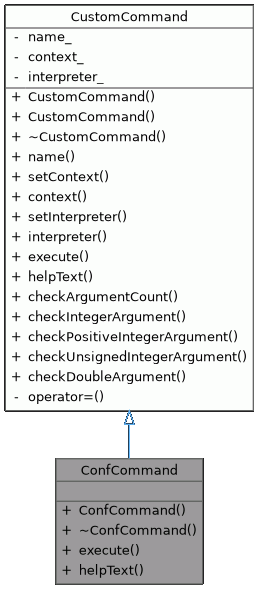 CustomCommand
- name_
- context_
- interpreter_
+ CustomCommand()
+ CustomCommand()
+ ~CustomCommand()
+ name()
+ setContext()
+ context()
+ setInterpreter()
+ interpreter()
+ execute()
+ helpText()
+ checkArgumentCount()
+ checkIntegerArgument()
+ checkPositiveIntegerArgument()
+ checkUnsignedIntegerArgument()
+ checkDoubleArgument()
- operator=()
ConfCommand
+ ConfCommand()
+ ~ConfCommand()
+ execute()
+ helpText()